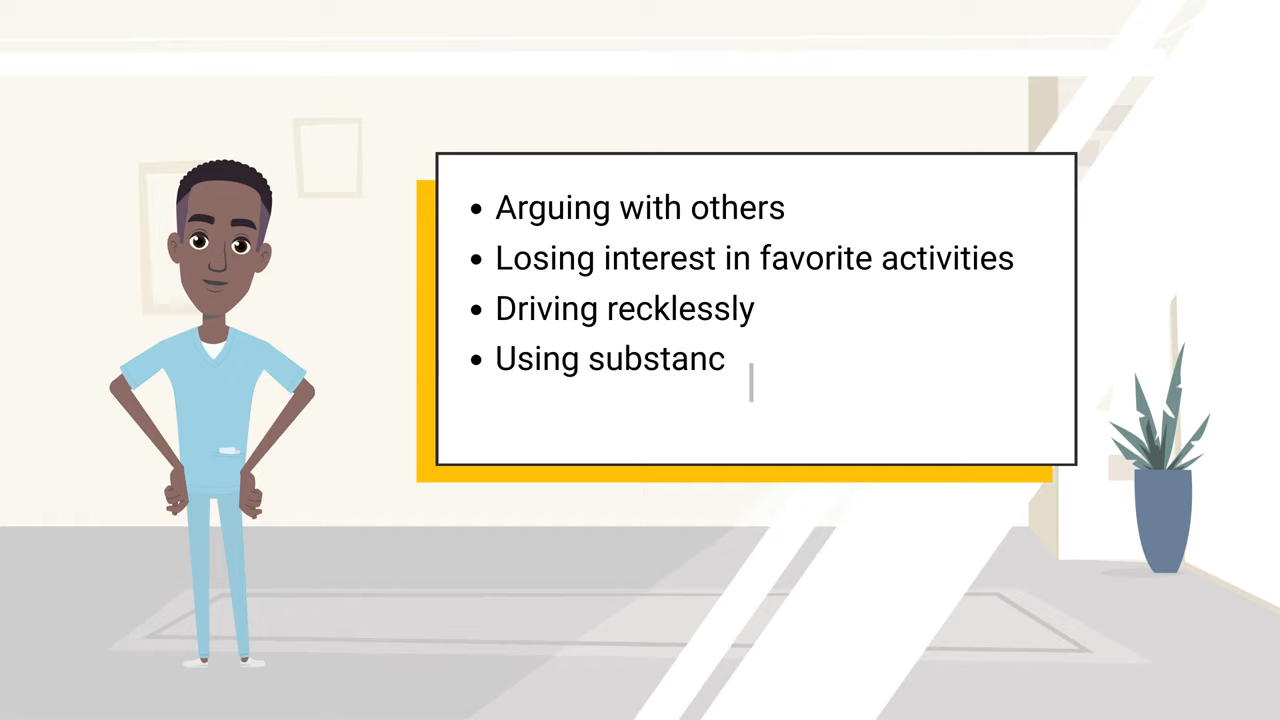 • Arguing with others
• Losing interest in favorite activities
• Driving recklessly
• Using substanc